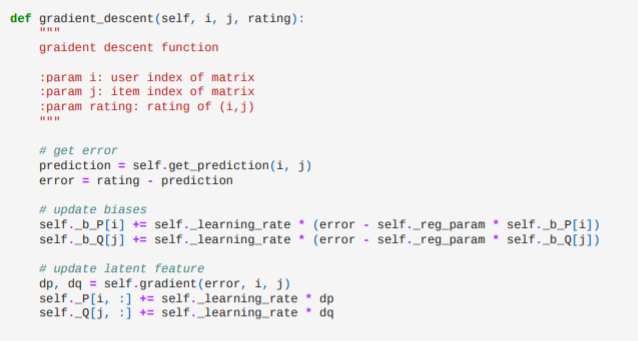 def gradient_descent(self, i, j, rating):
"""
graident descent function
:param i: user index of matrix
:param j: item index of matrix
:param rating: rating of (i,j)
"""
# get error
prediction = self.get_prediction(i, j)
error = rating - prediction
# update biases
self._b_P[i] += self._learning_rate * (error - self._reg_param * self._b_P[i])
self._b_Q[j] += self._learning_rate * (error - self._reg_param * self._b_Q[j])
# update latent feature
dp, dq = self.gradient(error, i, j)
self._P[i, :] += self._learning_rate * dp
self._Q[j, :] += self._learning_rate * dq